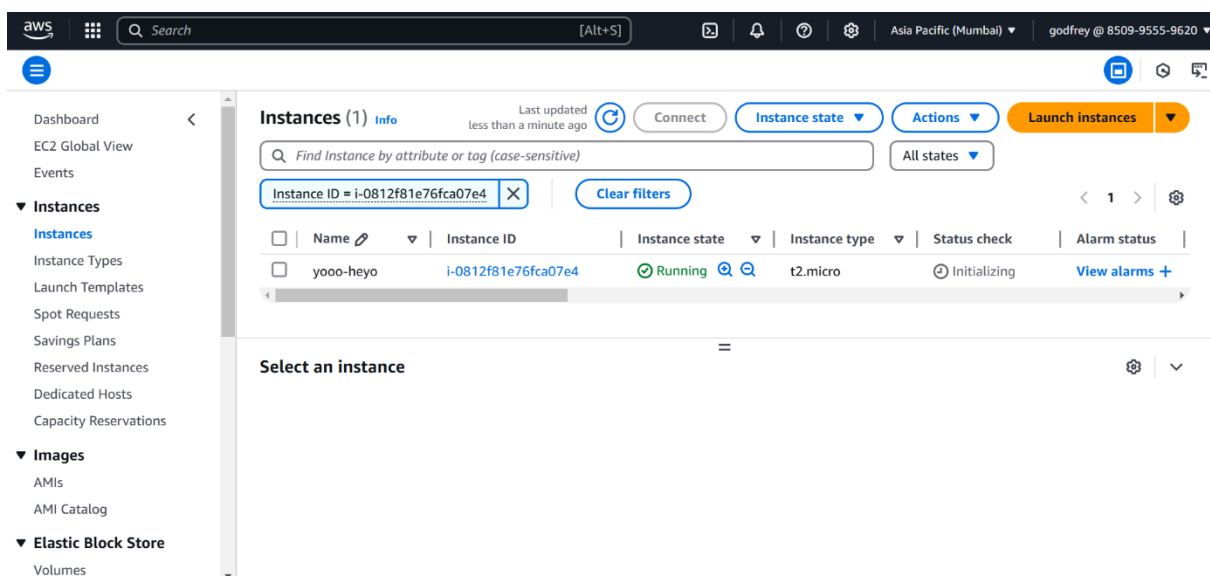 aws Search [Alt+S] Asia Pacific (Mumbai) godfrey @ 8509-9555-9620
Dashboard
EC2 Global View
Events
Instances
Instances
Instance Types
Launch Templates
Spot Requests
Savings Plans
Reserved Instances
Dedicated Hosts
Capacity Reservations
Images
AMIs
AMI Catalog
Elastic Block Store
Volumes
Instances (1) Info
Last updated
less than a minute ago
Connect Instance state Actions Launch instances
Find Instance by attribute or tag (case-sensitive) All states
Instance ID = i-0812f81e76fca07e4 Clear filters 1
Name Instance ID Instance state Instance type Status check Alarm status
yooo-heyo i-0812f81e76fca07e4 Running t2.micro Initializing View alarms +
Select an instance